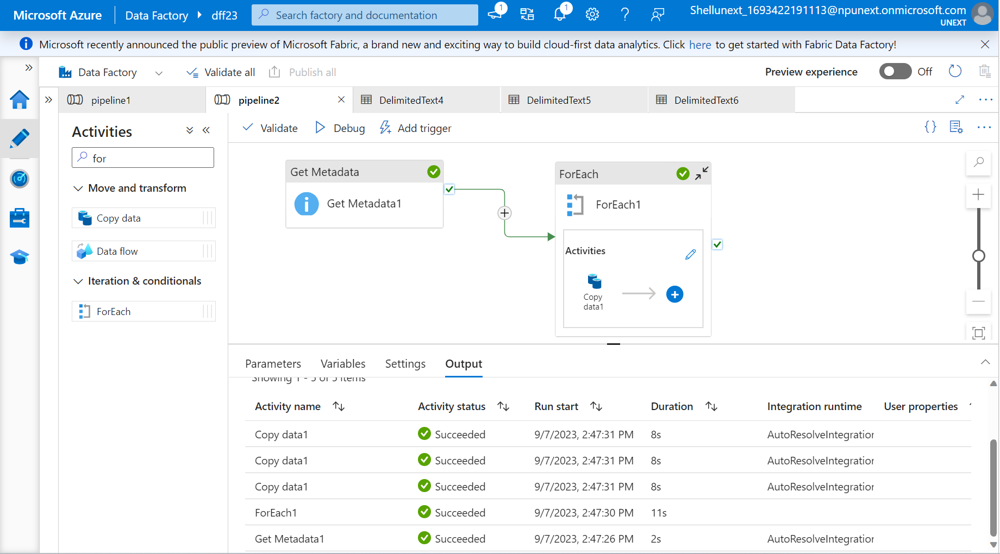 Microsoft Azure
Data Factory
dff23
Search factory and documentation
1
1
Shellunext_1693422191113@npunext.onmicrosoft.com
UNEXT
Microsoft recently announced the public preview of Microsoft Fabric, a brand new and exciting way to build cloud-first data analytics. Click here to get started with Fabric Data Factory!
Data Factory
Validate all
Publish all
Preview experience
Off
pipeline1
pipeline2
DelimitedText4
DelimitedText5
DelimitedText6
Activities
for
Move and transform
Copy data
Data flow
Iteration & conditionals
ForEach
Validate
Debug
Add trigger
Get Metadata
Get Metadata1
ForEach
ForEach1
Activities
Copy
data1
Parameters
Variables
Settings
Output
Showing 1 - 5 of 5 items
Activity name Activity status Run start Duration Integration runtime User properties
Copy data1 Succeeded 9/7/2023, 2:47:31 PM 8s AutoResolveIntegration
Copy data1 Succeeded 9/7/2023, 2:47:31 PM 8s AutoResolveIntegration
Copy data1 Succeeded 9/7/2023, 2:47:31 PM 8s AutoResolveIntegration
ForEach1 Succeeded 9/7/2023, 2:47:30 PM 11s
Get Metadata1 Succeeded 9/7/2023, 2:47:26 PM 2s AutoResolveIntegration